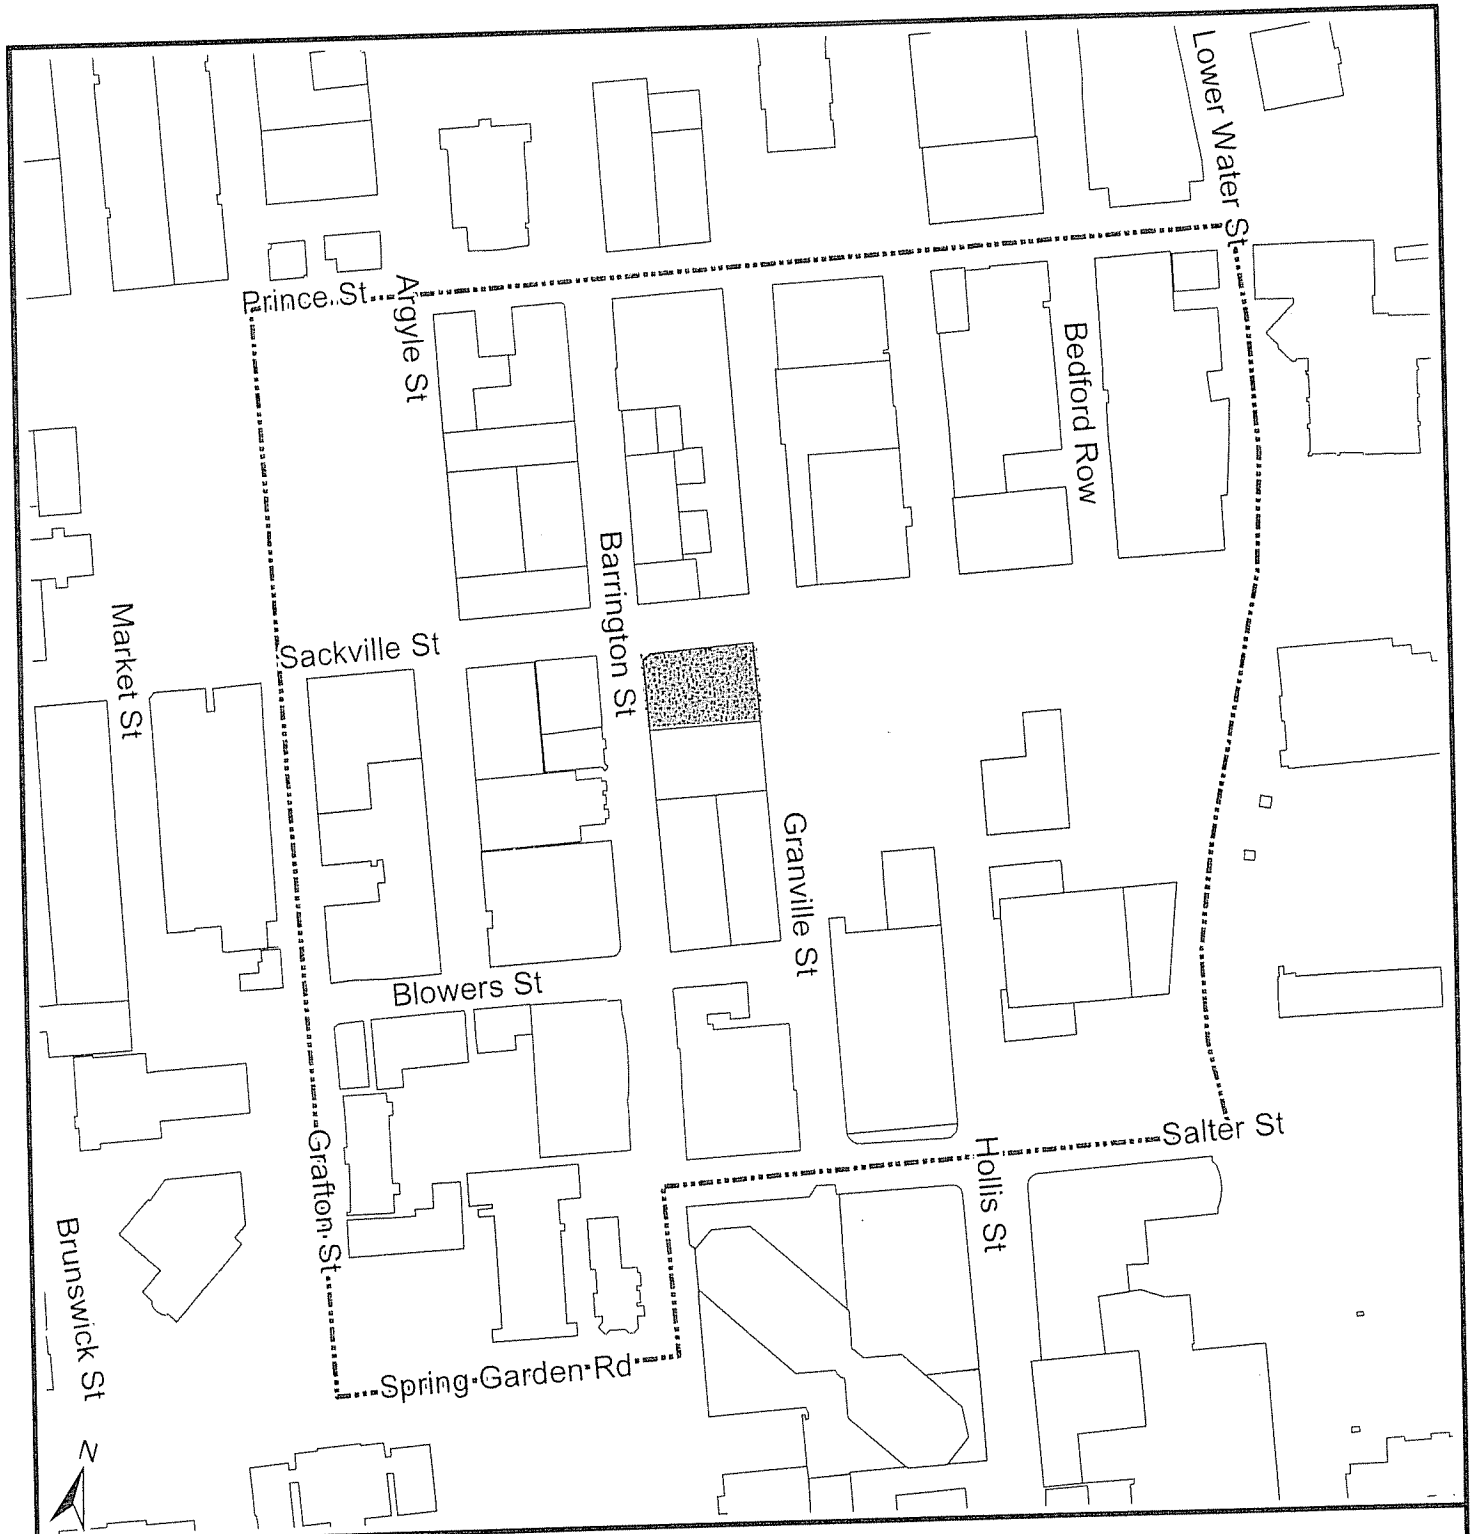 Lower Water St
Prince St
Argyle St
Bedford Row
Barrington St
Market St
Sackville St
Granville St
Blowers St
Grafton St
Hollis St
Salter St
Brunswick St
Spring Garden Rd
N